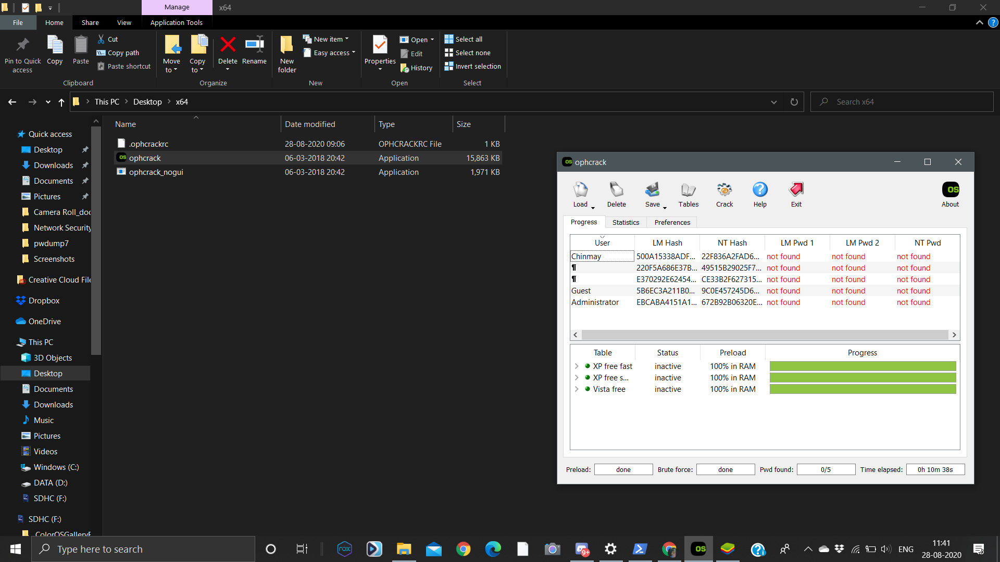 Manage x64
File Home Share View Application Tools
Pin to Quick access
Copy
Paste
Cut
Copy path
Paste shortcut
Clipboard
Move to
Copy to
Delete
Rename
Organize
New folder
New item
Easy access
New
Properties
Open
Edit
History
Open
Select all
Select none
Invert selection
Select
This PC > Desktop > x64
Search x64
Name Date modified Type Size
.ophcrackrc 28-08-2020 09:06 OPHCRACKRC File 1 KB
ophcrack 06-03-2018 20:42 Application 15,863 KB
ophcrack_nogui 06-03-2018 20:42 Application 1,971 KB
Quick access
Desktop
Downloads
Documents
Pictures
Camera Roll_doc
Network Security
pwdump7
Screenshots
Creative Cloud File
Dropbox
OneDrive
This PC
3D Objects
Desktop
Documents
Downloads
Music
Pictures
Videos
Windows (C:)
DATA (D:)
SDHC (F:)
SDHC (F:)
ophcrack
Load Delete Save Tables Crack Help Exit About
Progress Statistics Preferences
User LM Hash NT Hash LM Pwd 1 LM Pwd 2 NT Pwd
Chinmay 500A15338ADF... 22F836A2FAD6... not found not found not found
¶ 220F5A686E37B... 49515B29025F7... not found not found not found
¶ E370292E62454... CE33B2F627315... not found not found not found
Guest 5B6EC3A211B0... 9C0E457245D6... not found not found not found
Administrator EBCABA4151A1... 672B92B06320E... not found not found not found
Table Status Preload Progress
XP free fast inactive 100% in RAM
XP free s... inactive 100% in RAM
Vista free inactive 100% in RAM
Preload: done Brute force: done Pwd found: 0/5 Time elapsed: 0h 10m 38s
Type here to search
ENG
11:41
28-08-2020